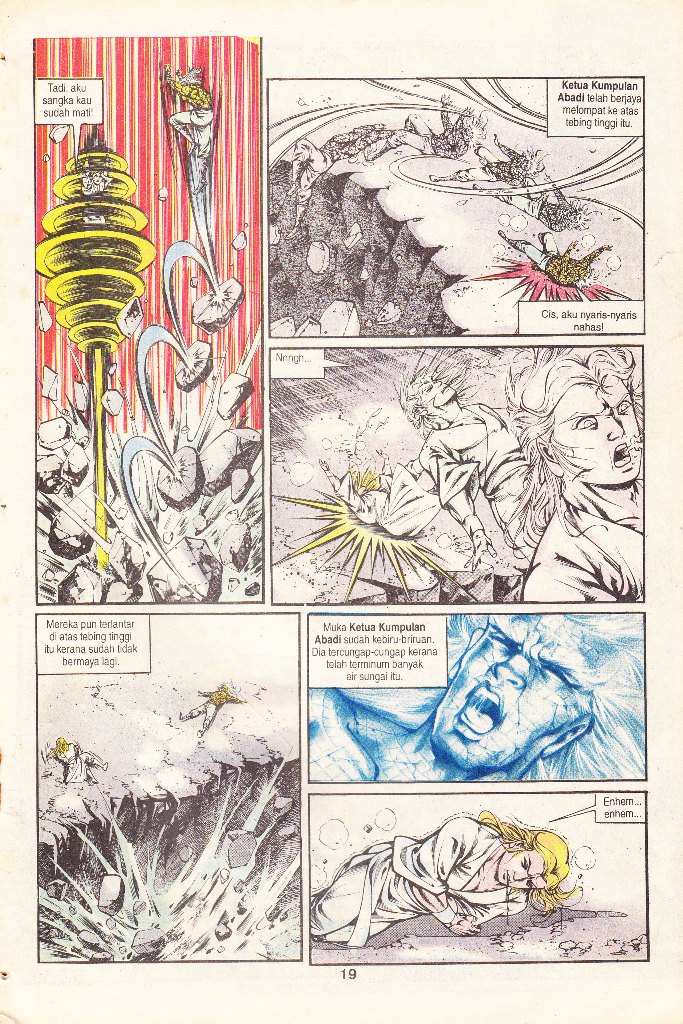 Tadi, aku
sangka kau
sudah mati!
Ketua Kumpulan
Abadi telah berjaya
melompat ke atas
tebing tinggi itu.
Cis, aku nyaris-nyaris
nahas!
Nnngh...
Mereka pun terlantar
di atas tebing tinggi
itu kerana sudah tidak
bermaya lagi.
Muka Ketua Kumpulan
Abadi sudah kebiru-briruan.
Dia tercungap-cungap kerana
telah terminum banyak
air sungai itu.
Enhem...
enhem...
19